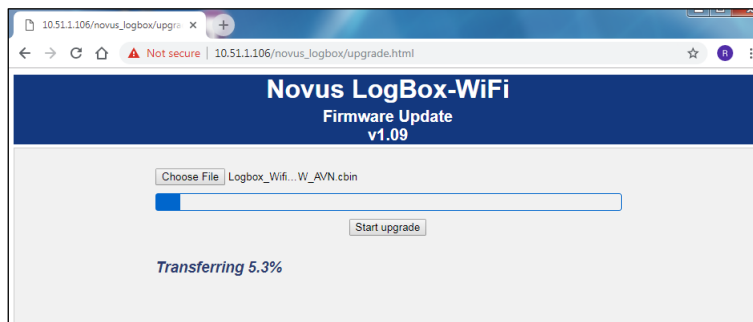 10.51.1.106/novus_logbox/upgra
Not secure | 10.51.1.106/novus_logbox/upgrade.html
R
Novus LogBox-WiFi
Firmware Update
v1.09
Choose File Logbox_Wifi...W_AVN.cbin
Start upgrade
Transferring 5.3%